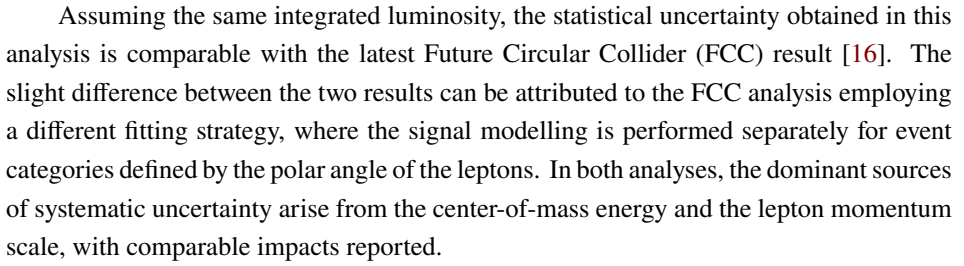 Assuming the same integrated luminosity, the statistical uncertainty obtained in this
analysis is comparable with the latest Future Circular Collider (FCC) result [16]. The
slight difference between the two results can be attributed to the FCC analysis employing
a different fitting strategy, where the signal modelling is performed separately for event
categories defined by the polar angle of the leptons. In both analyses, the dominant sources
of systematic uncertainty arise from the center-of-mass energy and the lepton momentum
scale, with comparable impacts reported.